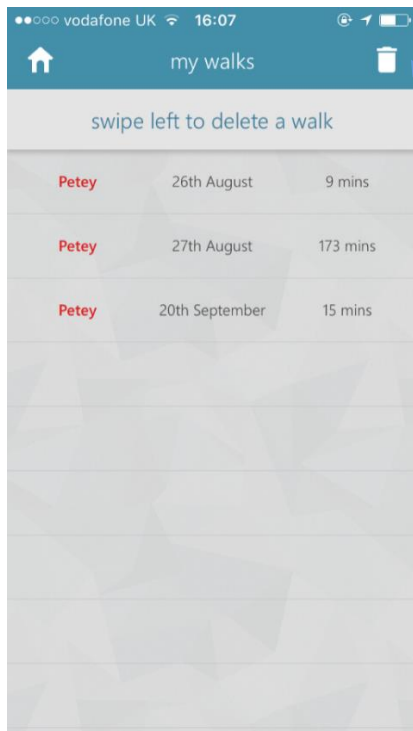 vodafone UK 16:07
my walks
swipe left to delete a walk
Petey 26th August 9 mins
Petey 27th August 173 mins
Petey 20th September 15 mins